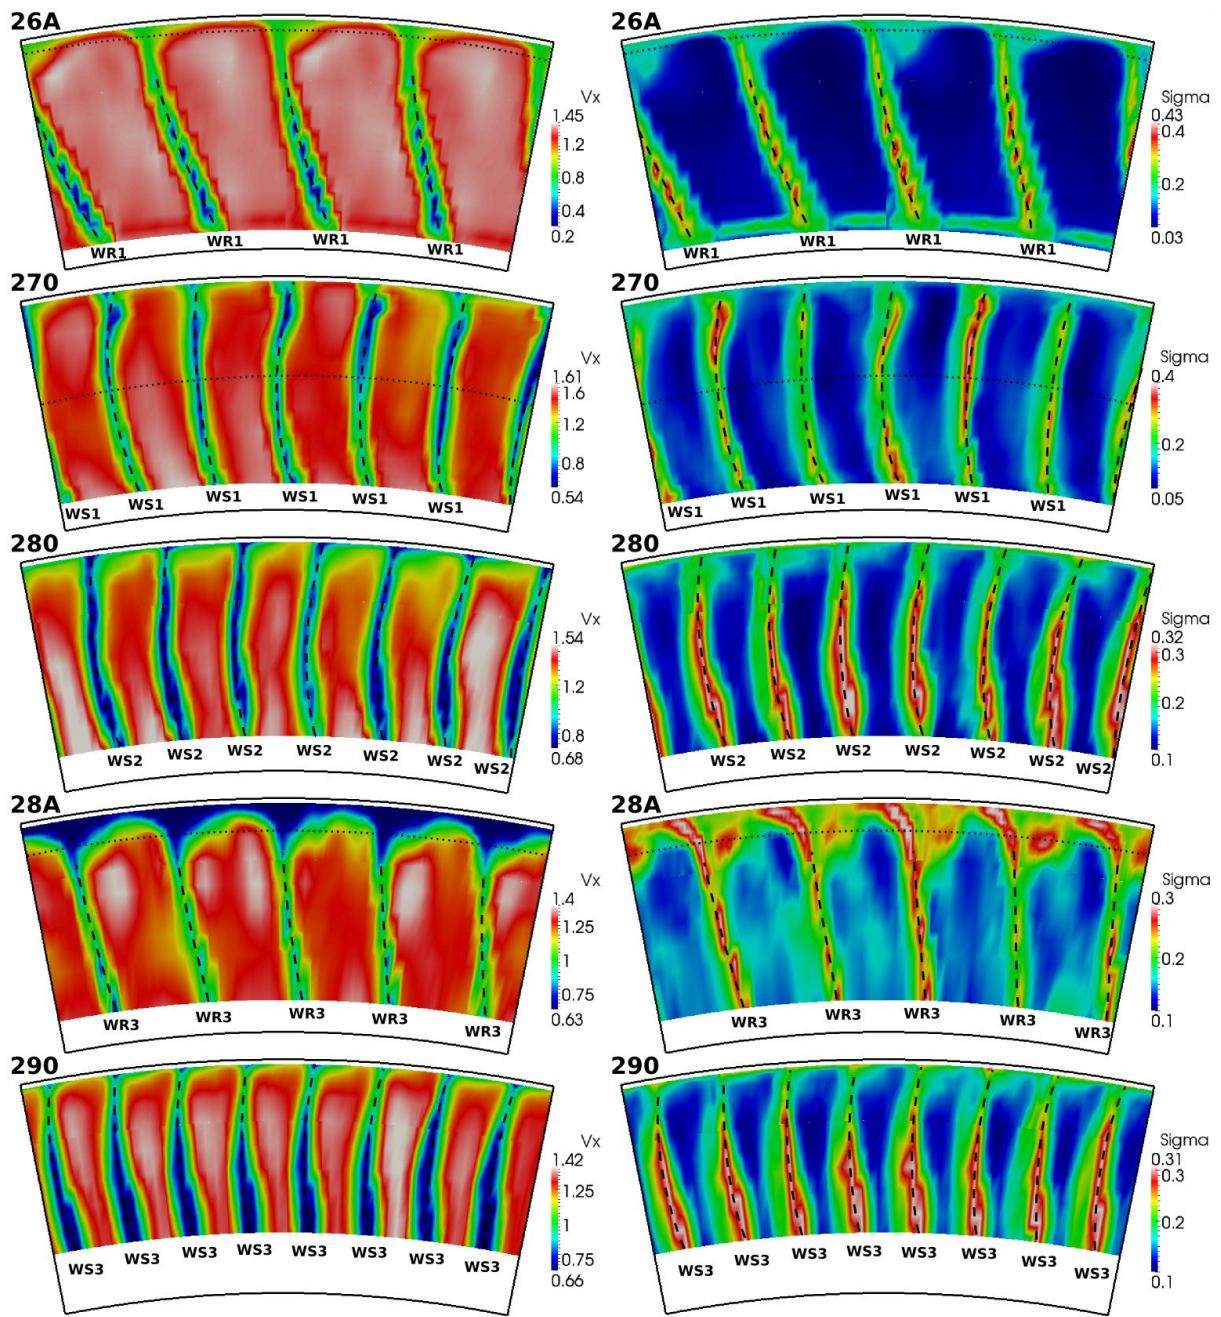 26A
Vx
1.45
1.2
0.8
0.4
0.2
WR1
WR1
WR1
WR1
26A
Sigma
0.43
0.4
0.2
0.03
WR1
WR1
WR1
WR1
270
Vx
1.61
1.6
1.2
0.8
0.54
WS1
WS1
WS1
WS1
WS1
WS1
270
Sigma
0.4
0.2
0.05
WS1
WS1
WS1
WS1
WS1
WS1
280
Vx
1.54
1.2
0.8
0.68
WS2
WS2
WS2
WS2
WS2
WS2
WS2
280
Sigma
0.32
0.3
0.2
0.1
WS2
WS2
WS2
WS2
WS2
WS2
WS2
28A
Vx
1.4
1.25
1
0.75
0.63
WR3
WR3
WR3
WR3
WR3
28A
Sigma
0.3
0.2
0.1
WR3
WR3
WR3
WR3
WR3
290
Vx
1.42
1.25
1
0.75
0.66
WS3
WS3
WS3
WS3
WS3
WS3
WS3
WS3
290
Sigma
0.31
0.3
0.2
0.1
WS3
WS3
WS3
WS3
WS3
WS3
WS3
WS3